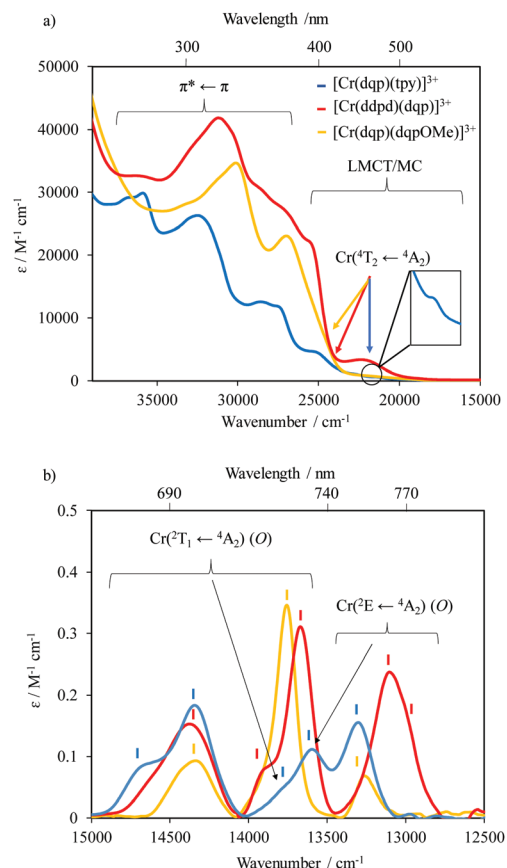 a)
Wavelength /nm
300 400 500
50000
40000
30000
20000
10000
0
ε / M⁻¹ cm⁻¹
π* ← π
[Cr(dqp)(tpy)]³⁺
[Cr(ddpd)(dqp)]³⁺
[Cr(dqp)(dqpOMe)]³⁺
LMCT/MC
Cr(⁴T₂ ← ⁴A₂)
35000 30000 25000 20000 15000
Wavenumber / cm⁻¹
b)
Wavelength / nm
690 740 770
0.5
0.4
0.3
0.2
0.1
0
ε / M⁻¹ cm⁻¹
Cr(²T₁ ← ⁴A₂) (O)
Cr(²E ← ⁴A₂) (O)
15000 14500 14000 13500 13000 12500
Wavenumber / cm⁻¹